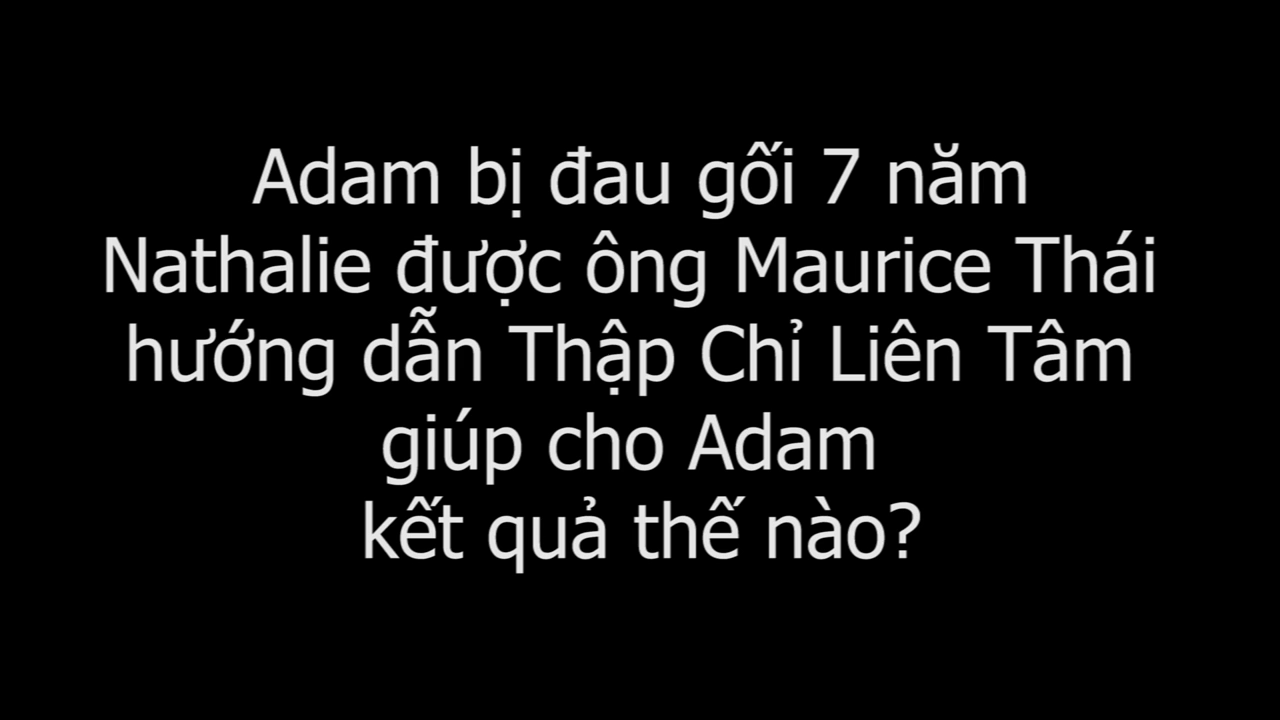 Adam bị đau gối 7 năm
Nathalie được ông Maurice Thái
hướng dẫn Thập Chỉ Liên Tâm
giúp cho Adam
kết quả thế nào?